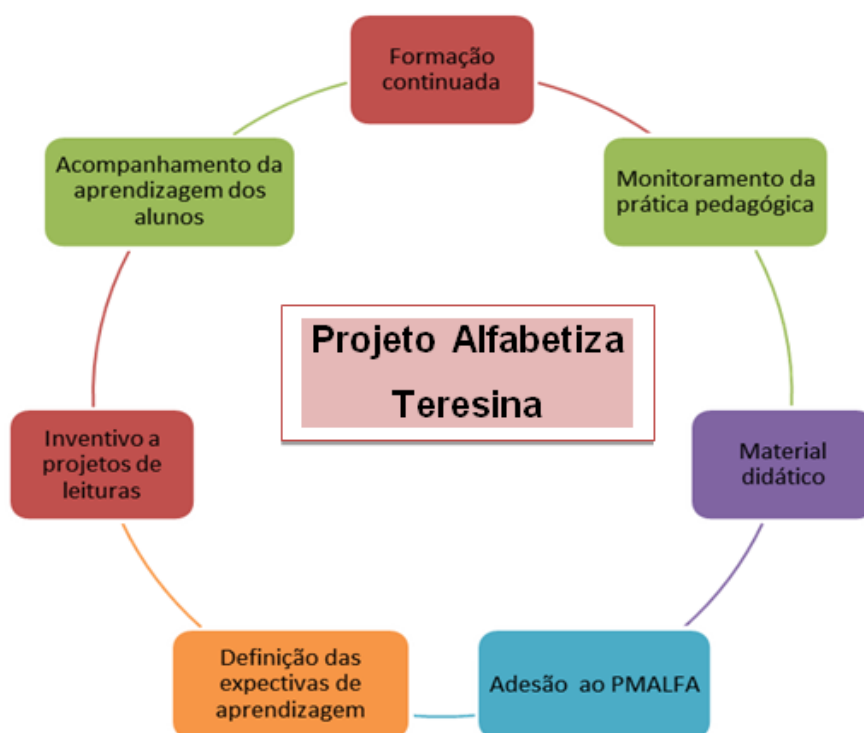 Formação
continuada
Acompanhamento da
aprendizagem dos
alunos
Monitoramento da
prática pedagógica
Projeto Alfabetiza
Teresina
Inventivo a
projetos de
leituras
Material
didático
Definição das
expectivas de
aprendizagem
Adesão ao PMALFA